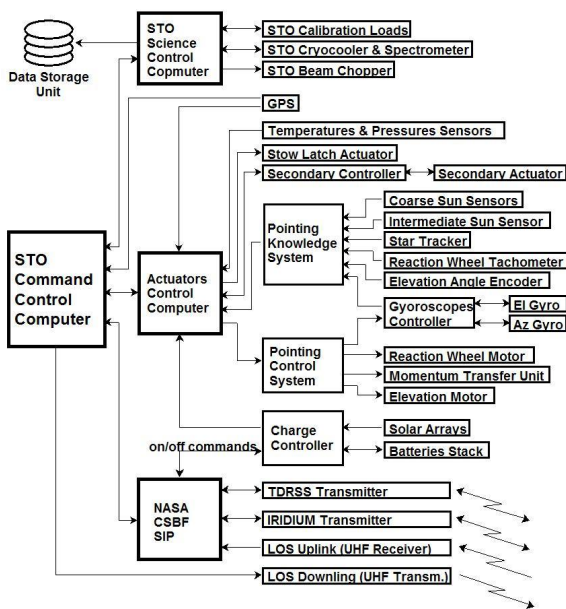 Data Storage
Unit
STO
Science
Control
Copmuter
STO Calibration Loads
STO Cryocooler & Spectrometer
STO Beam Chopper
GPS
Temperatures & Pressures Sensors
Stow Latch Actuator
Secondary Controller
Secondary Actuator
STO
Command
Control
Computer
Actuators
Control
Computer
Pointing
Knowledge
System
Coarse Sun Sensors
Intermediate Sun Sensor
Star Tracker
Reaction Wheel Tachometer
Elevation Angle Encoder
Gyoroscopes
Controller
El Gyro
Az Gyro
Pointing
Control
System
Reaction Wheel Motor
Momentum Transfer Unit
Elevation Motor
on/off commands
Charge
Controller
Solar Arrays
Batteries Stack
NASA
CSBF
SIP
TDRSS Transmitter
IRIDIUM Transmitter
LOS Uplink (UHF Receiver)
LOS Downling (UHF Transm.)